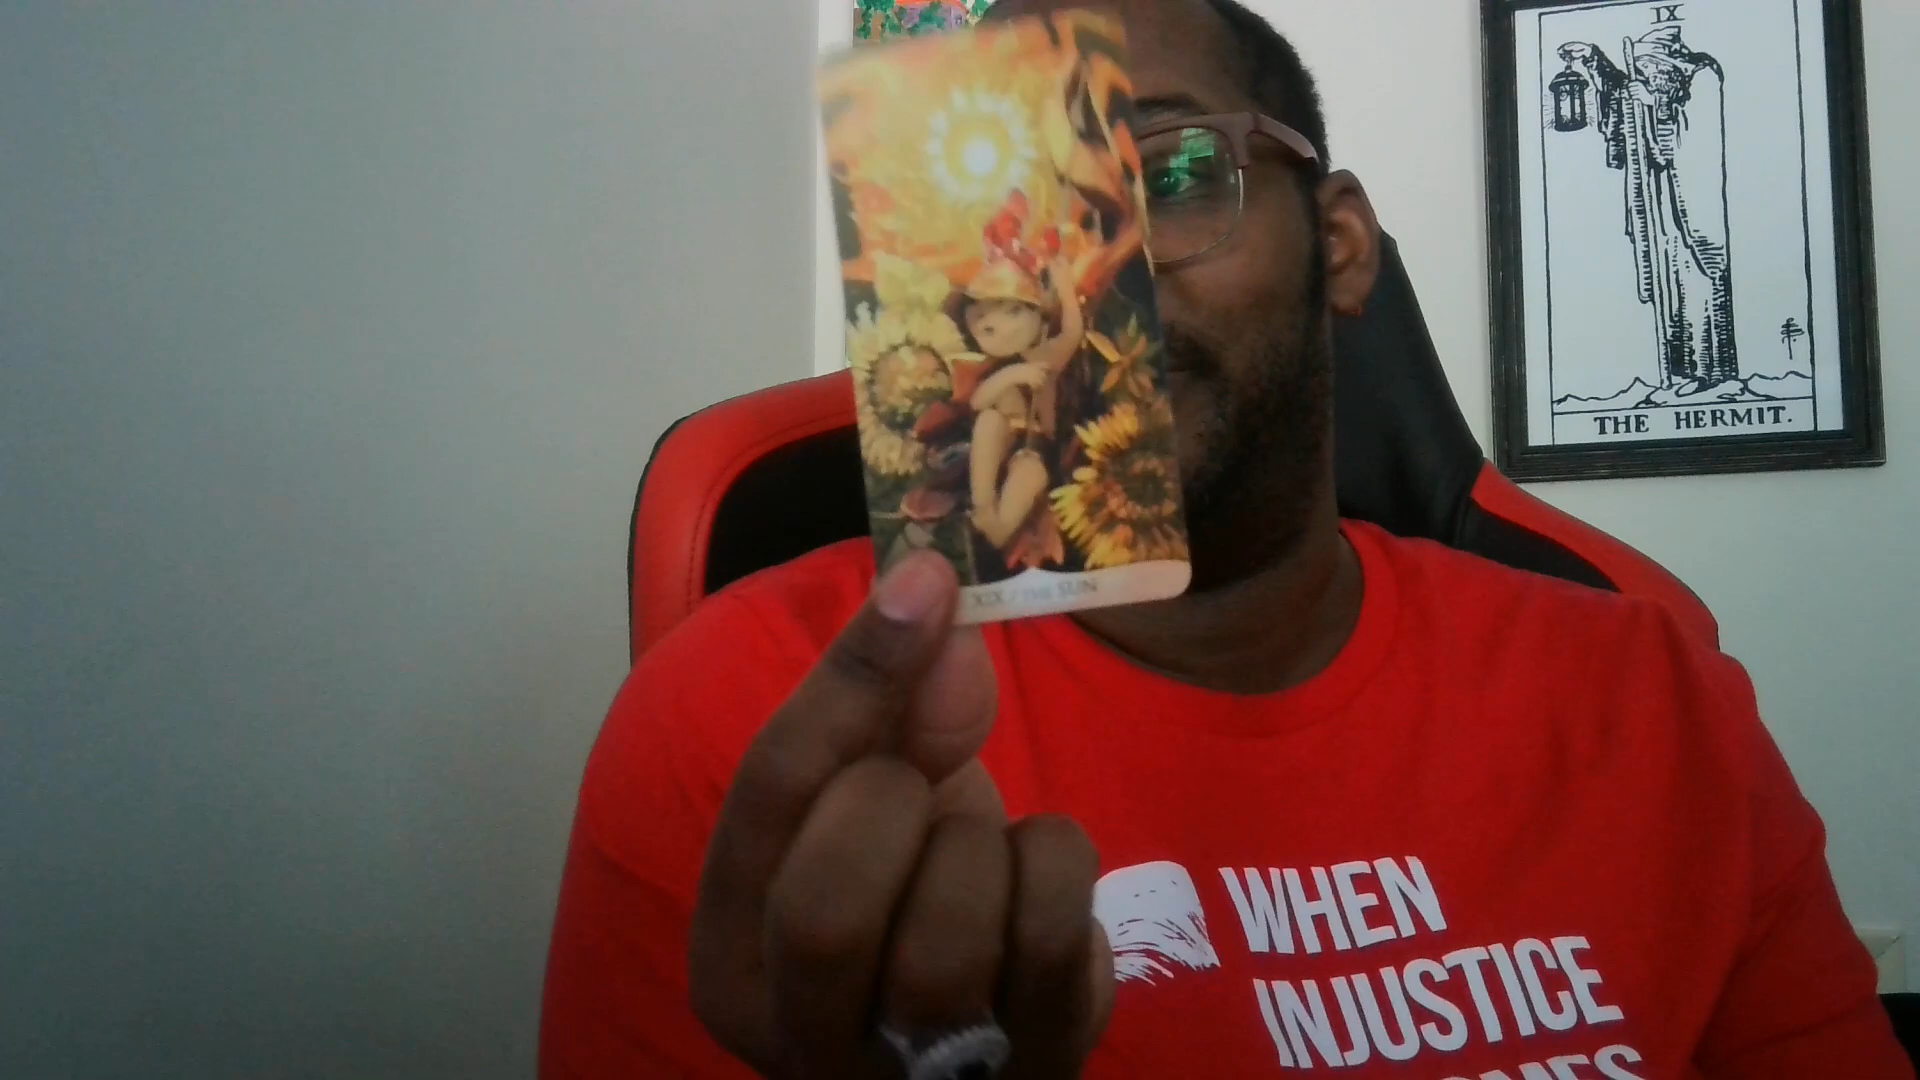 XIX / THE SUN
IX
THE HERMIT.
WHEN
INJUSTICE